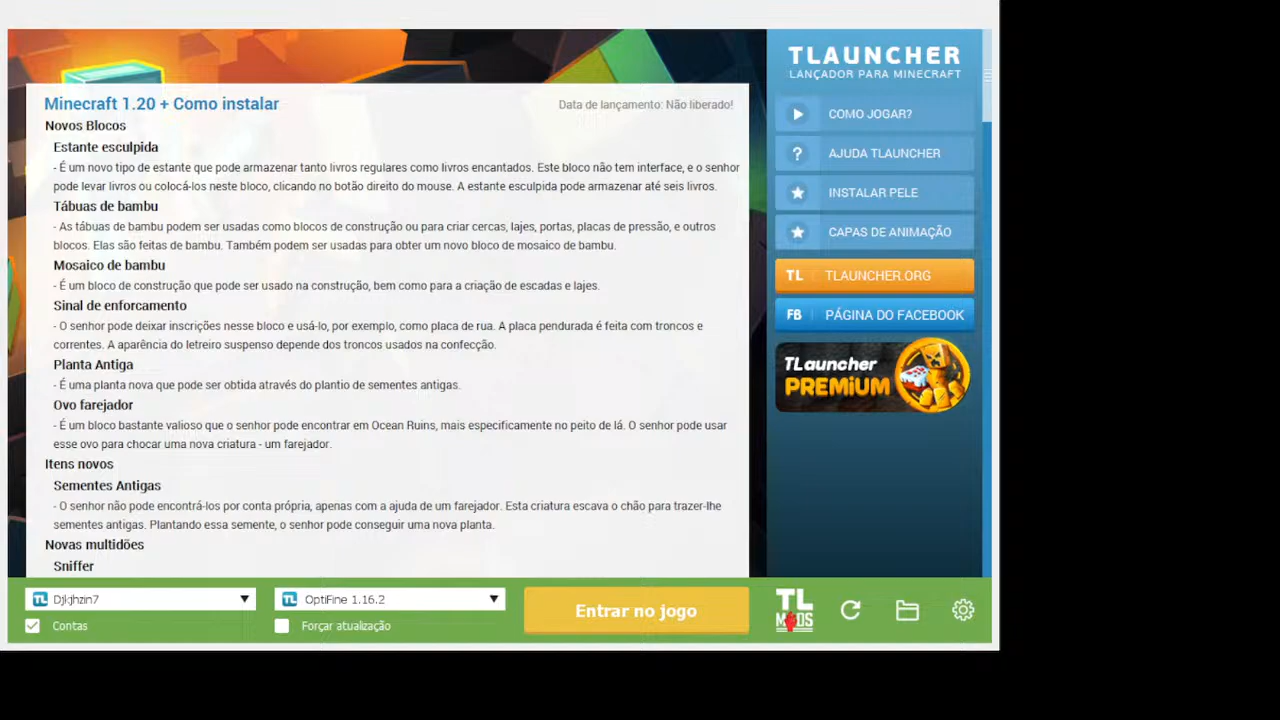 Minecraft 1.20 + Como instalar
Data de lançamento: Não liberado!
Novos Blocos
Estante esculpida
- É um novo tipo de estante que pode armazenar tanto livros regulares como livros encantados. Este bloco não tem interface, e o senhor
pode levar livros ou colocá-los neste bloco, clicando no botão direito do mouse. A estante esculpida pode armazenar até seis livros.
Tábuas de bambu
- As tábuas de bambu podem ser usadas como blocos de construção ou para criar cercas, lajes, portas, placas de pressão, e outros
blocos. Elas são feitas de bambu. Também podem ser usadas para obter um novo bloco de mosaico de bambu.
Mosaico de bambu
- É um bloco de construção que pode ser usado na construção, bem como para a criação de escadas e lajes.
Sinal de enforcamento
- O senhor pode deixar inscrições nesse bloco e usá-lo, por exemplo, como placa de rua. A placa pendurada é feita com troncos e
correntes. A aparência do letreiro suspenso depende dos troncos usados na confecção.
Planta Antiga
- É uma planta nova que pode ser obtida através do plantio de sementes antigas.
Ovo farejador
- É um bloco bastante valioso que o senhor pode encontrar em Ocean Ruins, mais especificamente no peito de lá. O senhor pode usar
esse ovo para chocar uma nova criatura - um farejador.
Itens novos
Sementes Antigas
- O senhor não pode encontrá-los por conta própria, apenas com a ajuda de um farejador. Esta criatura escava o chão para trazer-lhe
sementes antigas. Plantando essa semente, o senhor pode conseguir uma nova planta.
Novas multidões
Sniffer
TLAUNCHER
LANÇADOR PARA MINECRAFT
COMO JOGAR?
? AJUDA TLAUNCHER
INSTALAR PELE
CAPAS DE ANIMAÇÃO
TL TLAUNCHER.ORG
FB PÁGINA DO FACEBOOK
TLauncher
PREMIUM
TL Djkjhzin7
Contas
TL OptiFine 1.16.2
Forçar atualização
Entrar no jogo
TL
MODS